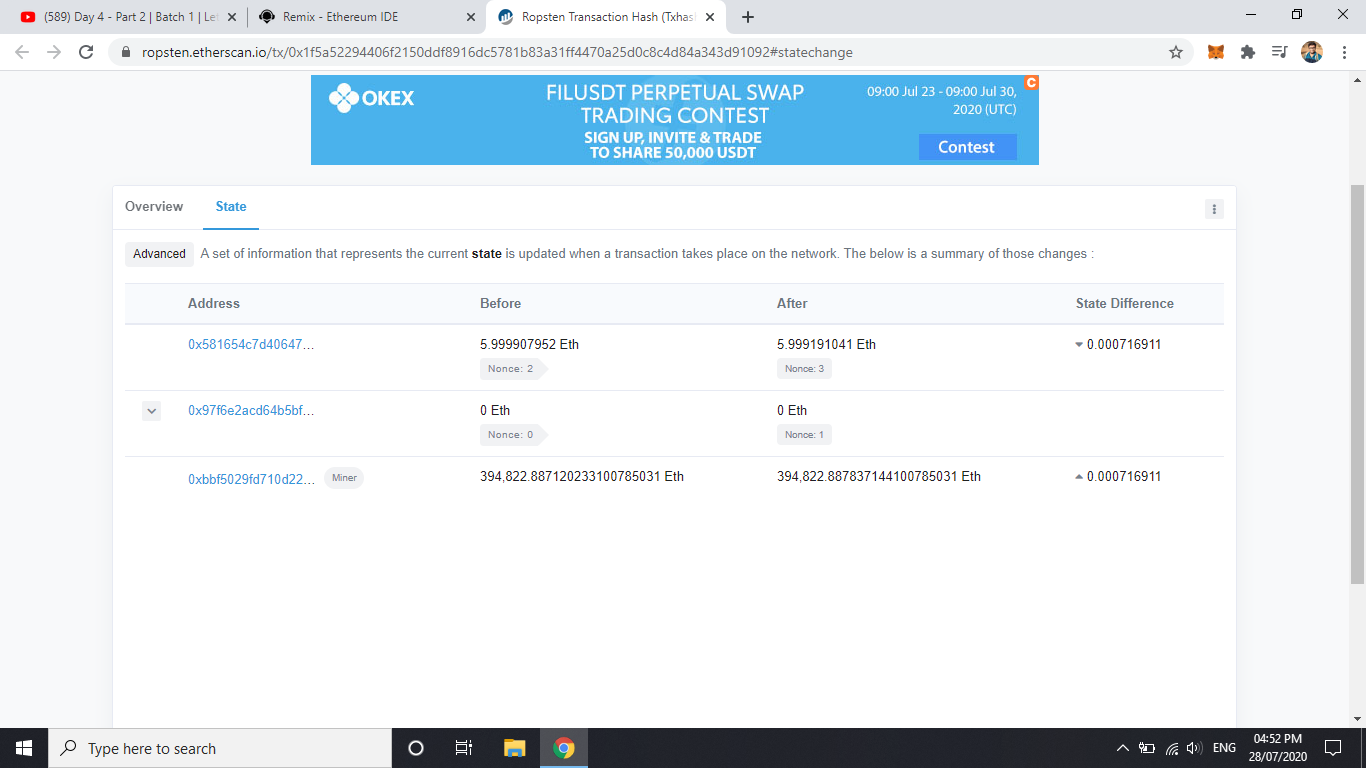 (589) Day 4 - Part 2 | Batch 1 | Le
Remix - Ethereum IDE
Ropsten Transaction Hash (Txhas
ropsten.etherscan.io/tx/0x1f5a52294406f2150ddf8916dc5781b83a31ff4470a25d0c8c4d84a343d91092#statechange
OKEX
FILUSDT PERPETUAL SWAP
TRADING CONTEST
SIGN UP, INVITE & TRADE
TO SHARE 50,000 USDT
09:00 Jul 23 - 09:00 Jul 30,
2020 (UTC)
Contest
C
Overview State
Advanced A set of information that represents the current state is updated when a transaction takes place on the network. The below is a summary of those changes :
Address Before After State Difference
0x581654c7d40647... 5.999907952 Eth 5.999191041 Eth 0.000716911
Nonce: 2 Nonce: 3
0x97f6e2acd64b5bf... 0 Eth 0 Eth
Nonce: 0 Nonce: 1
0xbbf5029fd710d22... Miner 394,822.887120233100785031 Eth 394,822.887837144100785031 Eth 0.000716911
Type here to search
ENG
04:52 PM
28/07/2020